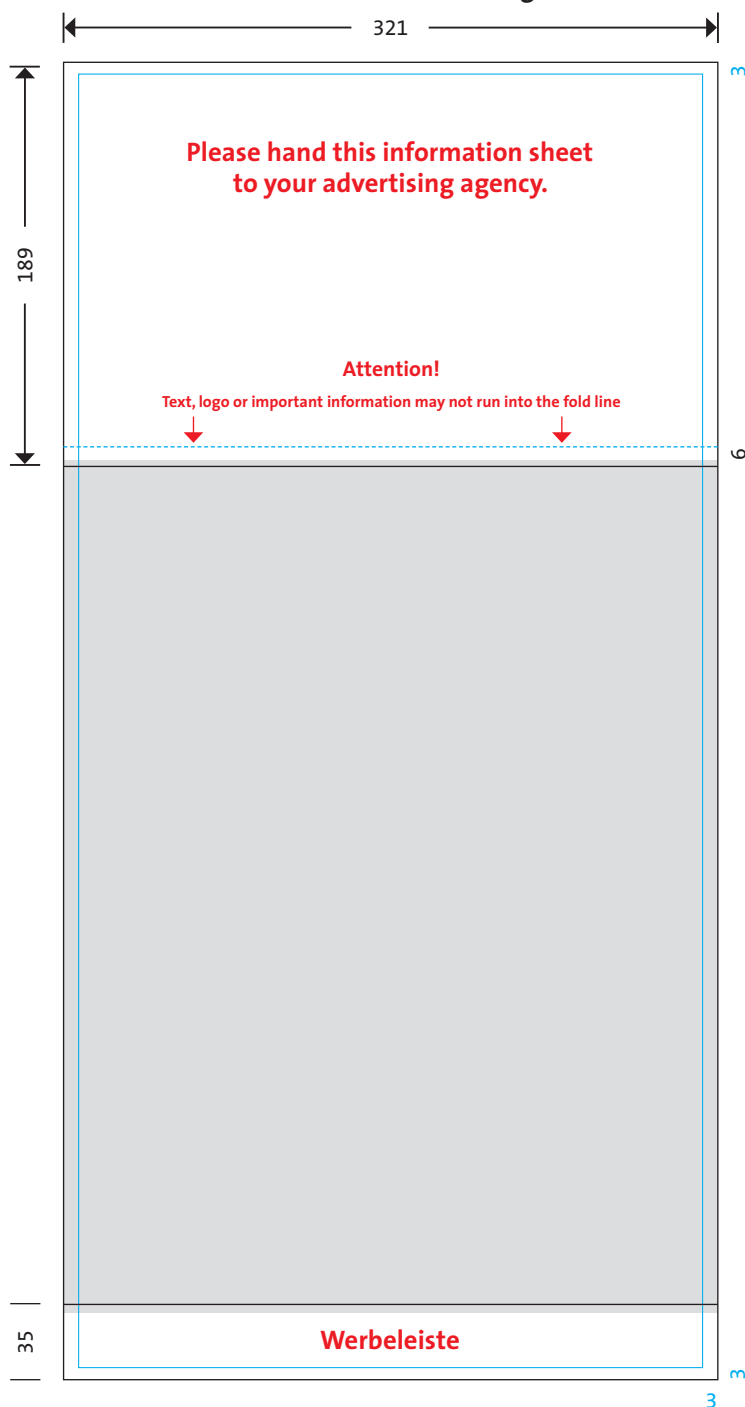 321
3
Please hand this information sheet
to your advertising agency.
189
Attention!
Text, logo or important information may not run into the fold line
6
35
Werbeleiste
3
3